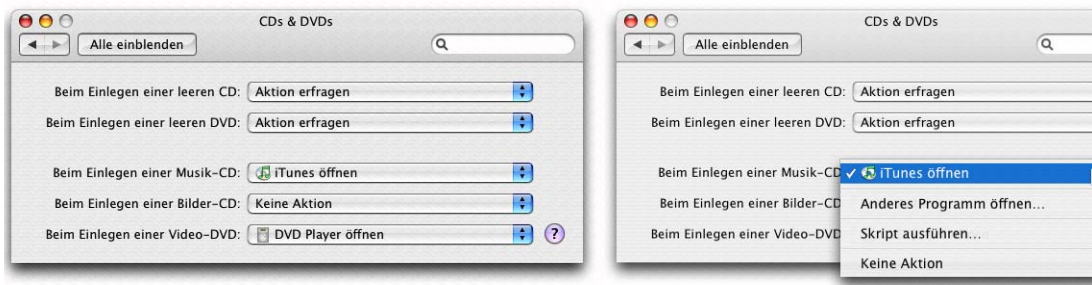 CDs & DVDs
Alle einblenden
Beim Einlegen einer leeren CD: Aktion erfragen
Beim Einlegen einer leeren DVD: Aktion erfragen
Beim Einlegen einer Musik-CD: iTunes öffnen
Beim Einlegen einer Bilder-CD: Keine Aktion
Beim Einlegen einer Video-DVD: DVD Player öffnen ?
CDs & DVDs
Alle einblenden
Beim Einlegen einer leeren CD: Aktion erfragen
Beim Einlegen einer leeren DVD: Aktion erfragen
Beim Einlegen einer Musik-CD ✓ iTunes öffnen
Beim Einlegen einer Bilder-CD Anderes Programm öffnen...
Beim Einlegen einer Video-DVD Skript ausführen...
Keine Aktion